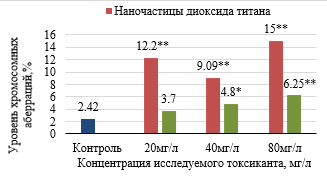 Наночастицы диоксида титана
Уровень хромосомных
аберраций,%
16
14
12
10
8
6
4
2
0
2.42
12.2**
3.7
9.09**
4.8*
15**
6.25**
Контроль
20мг/л
40мг/л
80мг/л
Концентрация исследуемого токсиканта, мг/л